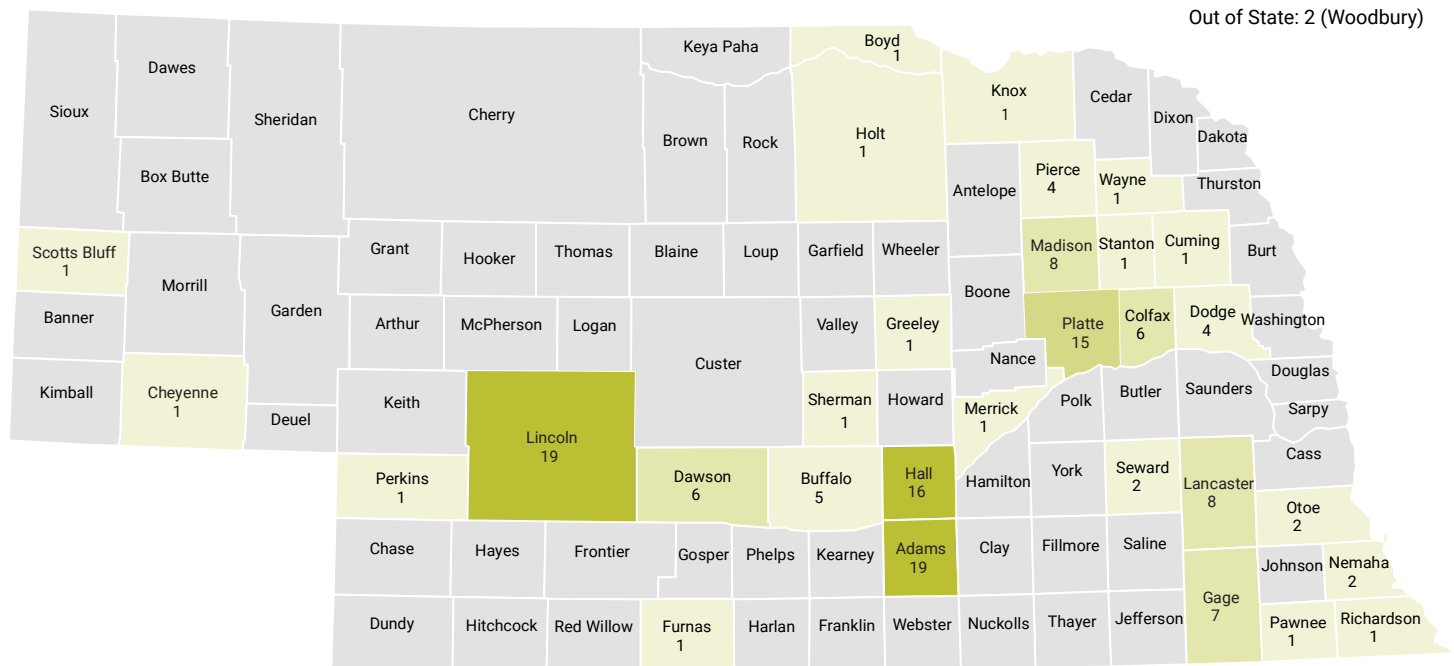 Out of State: 2 (Woodbury)
Keya Paha
Boyd
1
Dawes
Sioux
Sheridan
Cherry
Brown
Rock
Holt
1
Knox
1
Cedar
Dixon
Dakota
Box Butte
Antelope
Pierce
4
Wayne
1
Thurston
Scotts Bluff
1
Morrill
Grant
Hooker
Thomas
Blaine
Loup
Garfield
Wheeler
Madison
8
Stanton
1
Cuming
1
Burt
Banner
Garden
Arthur
McPherson
Logan
Custer
Valley
Greeley
1
Boone
Platte
15
Colfax
6
Dodge
4
Washington
Nance
Kimball
Cheyenne
1
Deuel
Keith
Lincoln
19
Sherman
1
Howard
Merrick
1
Polk
Butler
Saunders
Douglas
Sarpy
Perkins
1
Dawson
6
Buffalo
5
Hall
16
Hamilton
York
Seward
2
Lancaster
8
Cass
Otoe
2
Chase
Hayes
Frontier
Gosper
Phelps
Kearney
Adams
19
Clay
Fillmore
Saline
Gage
7
Johnson
Nemaha
2
Dundy
Hitchcock
Red Willow
Furnas
1
Harlan
Franklin
Webster
Nuckolls
Thayer
Jefferson
Pawnee
1
Richardson
1